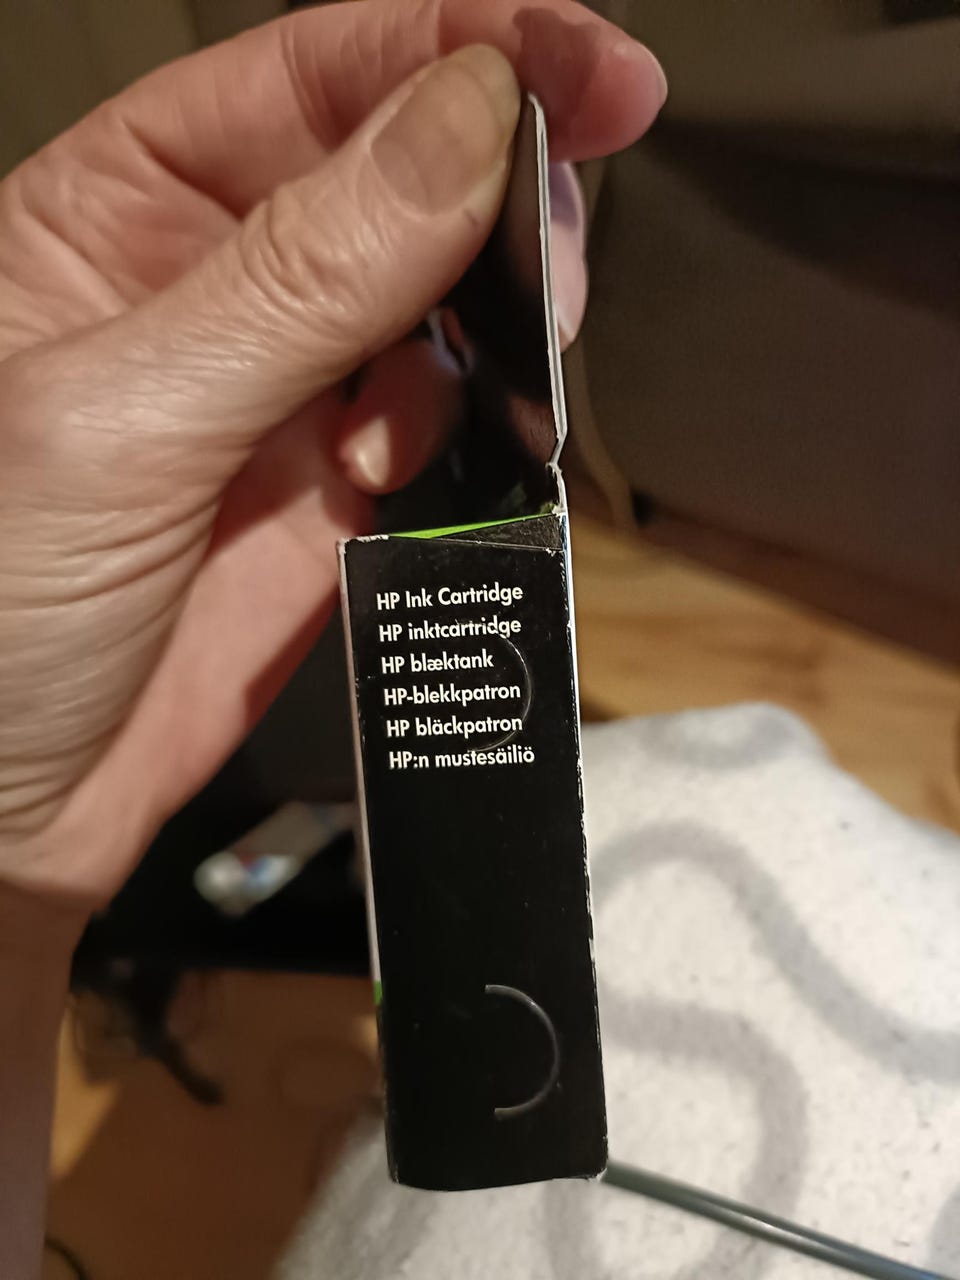 HP Ink Cartridge
HP inktcartridge
HP blæktank
HP-blekkpatron
HP bläckpatron
HP:n mustesäiliö